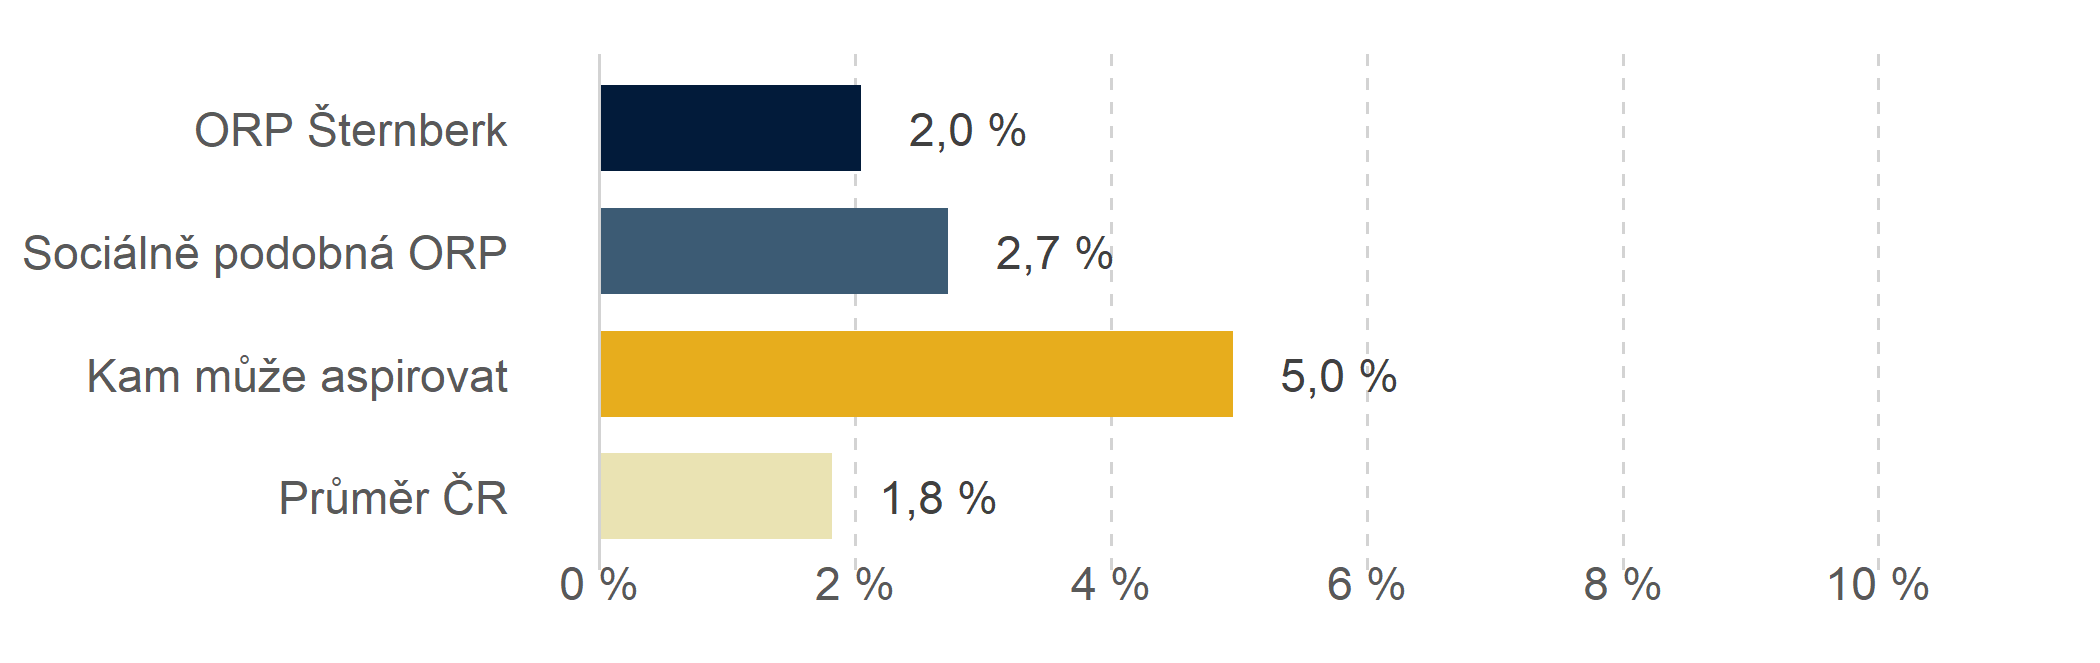 ORP Šternberk 2,0 %
Sociálně podobná ORP 2,7 %
Kam může aspirovat 5,0 %
Průměr ČR 1,8 %
0 % 2 % 4 % 6 % 8 % 10 %